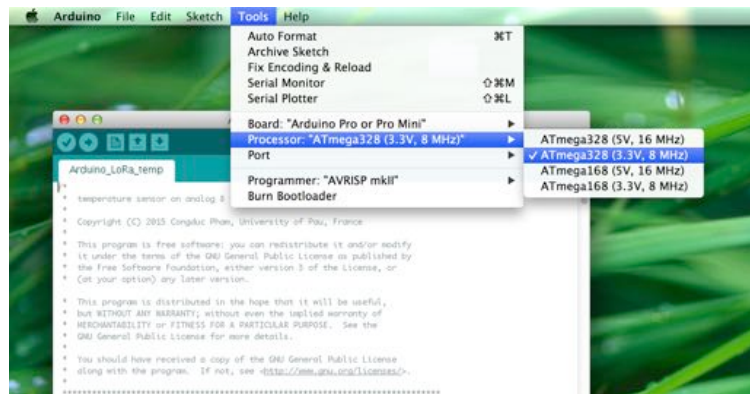 Arduino File Edit Sketch Tools Help
Auto Format ⌘T
Archive Sketch
Fix Encoding & Reload
Serial Monitor ⇧⌘M
Serial Plotter ⇧⌘L
Board: "Arduino Pro or Pro Mini"
Processor: "ATmega328 (3.3V, 8 MHz)"
Port
Programmer: "AVRISP mkII"
Burn Bootloader
ATmega328 (5V, 16 MHz)
✓ ATmega328 (3.3V, 8 MHz)
ATmega168 (5V, 16 MHz)
ATmega168 (3.3V, 8 MHz)
Arduino_LoRa_temp
/*
* temperature sensor on analog
*
* Copyright (C) 2015 Congduc Pham, University of Pau, France
*
* This program is free software: you can redistribute it and/or modify
* it under the terms of the GNU General Public License as published by
* the Free Software Foundation, either version 3 of the License, or
* (at your option) any later version.
*
* This program is distributed in the hope that it will be useful,
* but WITHOUT ANY WARRANTY; without even the implied warranty of
* MERCHANTABILITY or FITNESS FOR A PARTICULAR PURPOSE. See the
* GNU General Public License for more details.
*
* You should have received a copy of the GNU General Public License
* along with the program. If not, see <http://www.gnu.org/licenses/>.
*